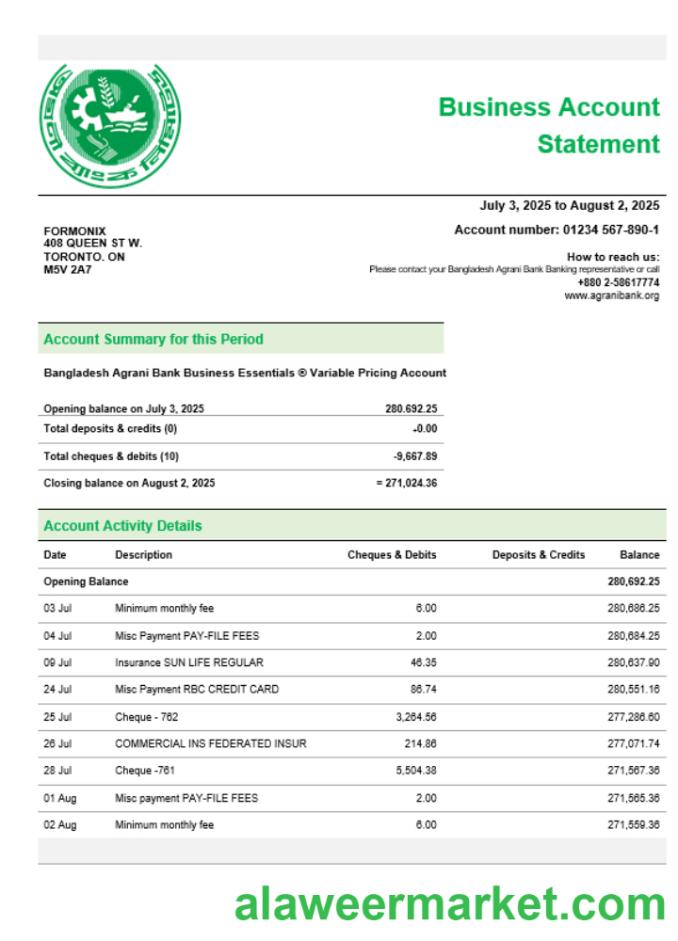 Business Account
Statement
July 3, 2025 to August 2, 2025
Account number: 01234 567-890-1
FORMONIX
408 QUEEN ST W.
TORONTO. ON
M5V 2A7
How to reach us:
Please contact your Bangladesh Agrani Bank Banking representative or call
+880 2-58617774
www.agranibank.org
Account Summary for this Period
Bangladesh Agrani Bank Business Essentials ® Variable Pricing Account
Opening balance on July 3, 2025 280.692.25
Total deposits & credits (0) -0.00
Total cheques & debits (10) -9,667.89
Closing balance on August 2, 2025 = 271,024.36
Account Activity Details
Date Description Cheques & Debits Deposits & Credits Balance
Opening Balance 280,692.25
03 Jul Minimum monthly fee 6.00 280,686.25
04 Jul Misc Payment PAY-FILE FEES 2.00 280,684.25
09 Jul Insurance SUN LIFE REGULAR 46.35 280,637.90
24 Jul Misc Payment RBC CREDIT CARD 86.74 280,551.16
25 Jul Cheque - 762 3,264.56 277,286.60
26 Jul COMMERCIAL INS FEDERATED INSUR 214.86 277,071.74
28 Jul Cheque -761 5,504.38 271,567.36
01 Aug Misc payment PAY-FILE FEES 2.00 271,565.36
02 Aug Minimum monthly fee 6.00 271,559.36
alaweermarket.com